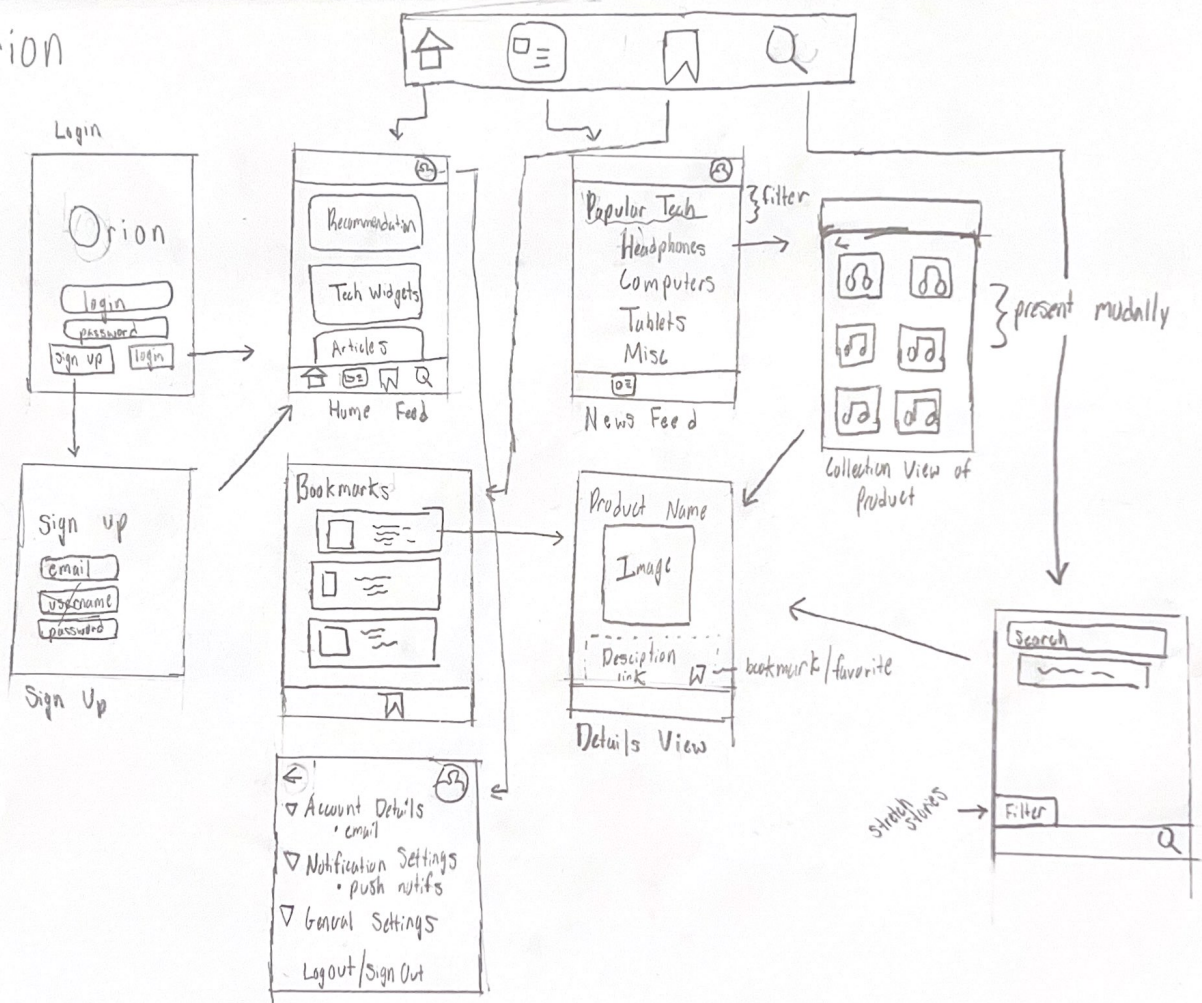 rion
Login
Orion
login
password
sign up
login
Recommendation
Tech Widgets
Articles
Home Feed
Popular Tech
Headphones
Computers
Tablets
Misc
News Feed
filter
present modally
Collection View of
Product
Sign up
email
username
password
Sign Up
Bookmarks
Product Name
Image
Desciption
link
bookmark/favorite
Details View
Search
Filter
stretch
stories
Account Details
• email
Notification Settings
• push notifs
General Settings
Logout/Sign Out